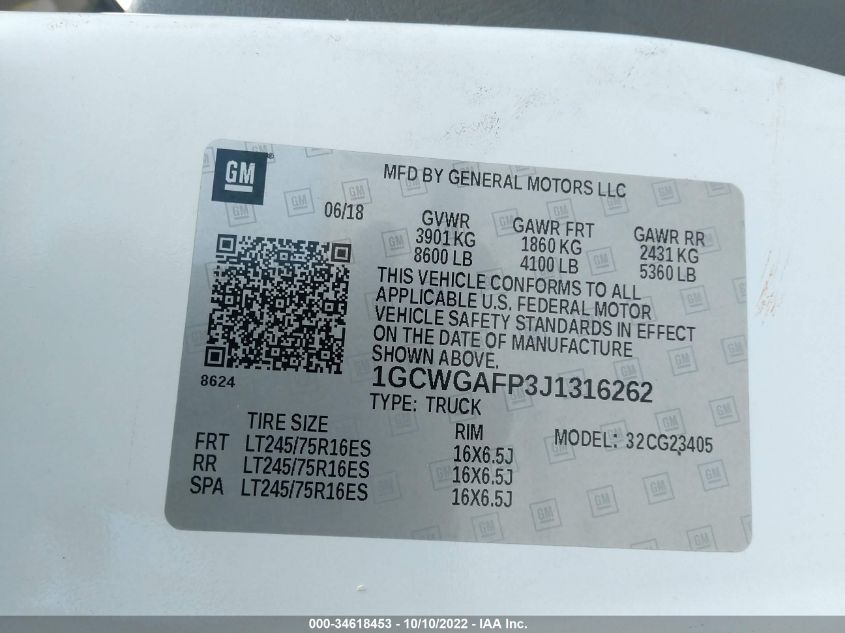 GM
MFD BY GENERAL MOTORS LLC
06/18
GVWR GAWR FRT GAWR RR
3901 KG 1860 KG 2431 KG
8600 LB 4100 LB 5360 LB
THIS VEHICLE CONFORMS TO ALL
APPLICABLE U.S. FEDERAL MOTOR
VEHICLE SAFETY STANDARDS IN EFFECT
ON THE DATE OF MANUFACTURE
SHOWN ABOVE.
8624
1GCWGAFP3J1316262
TYPE: TRUCK
TIRE SIZE RIM MODEL: 32CG23405
FRT LT245/75R16ES 16X6.5J
RR LT245/75R16ES 16X6.5J
SPA LT245/75R16ES 16X6.5J
000-34618453 - 10/10/2022 - IAA Inc.